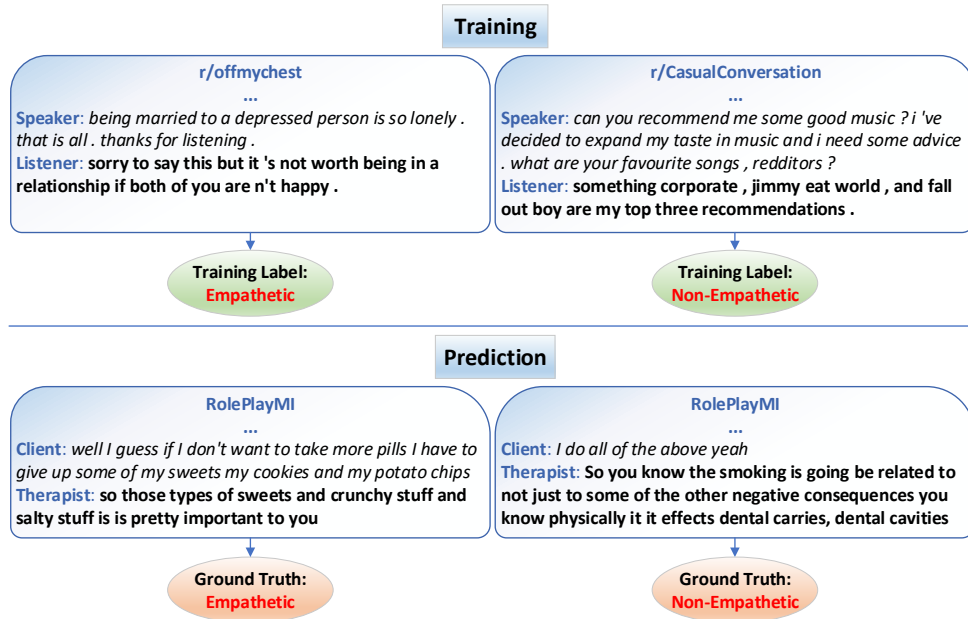 Training
r/offmychest
...
Speaker: being married to a depressed person is so lonely .
that is all . thanks for listening .
Listener: sorry to say this but it 's not worth being in a
relationship if both of you are n't happy .
Training Label:
Empathetic
r/CasualConversation
...
Speaker: can you recommend me some good music ? i 've
decided to expand my taste in music and i need some advice
. what are your favourite songs , redditors ?
Listener: something corporate , jimmy eat world , and fall
out boy are my top three recommendations .
Training Label:
Non-Empathetic
Prediction
RolePlayMI
...
Client: well I guess if I don't want to take more pills I have to
give up some of my sweets my cookies and my potato chips
Therapist: so those types of sweets and crunchy stuff and
salty stuff is is pretty important to you
Ground Truth:
Empathetic
RolePlayMI
...
Client: I do all of the above yeah
Therapist: So you know the smoking is going be related to
not just to some of the other negative consequences you
know physically it it effects dental carries, dental cavities
Ground Truth:
Non-Empathetic